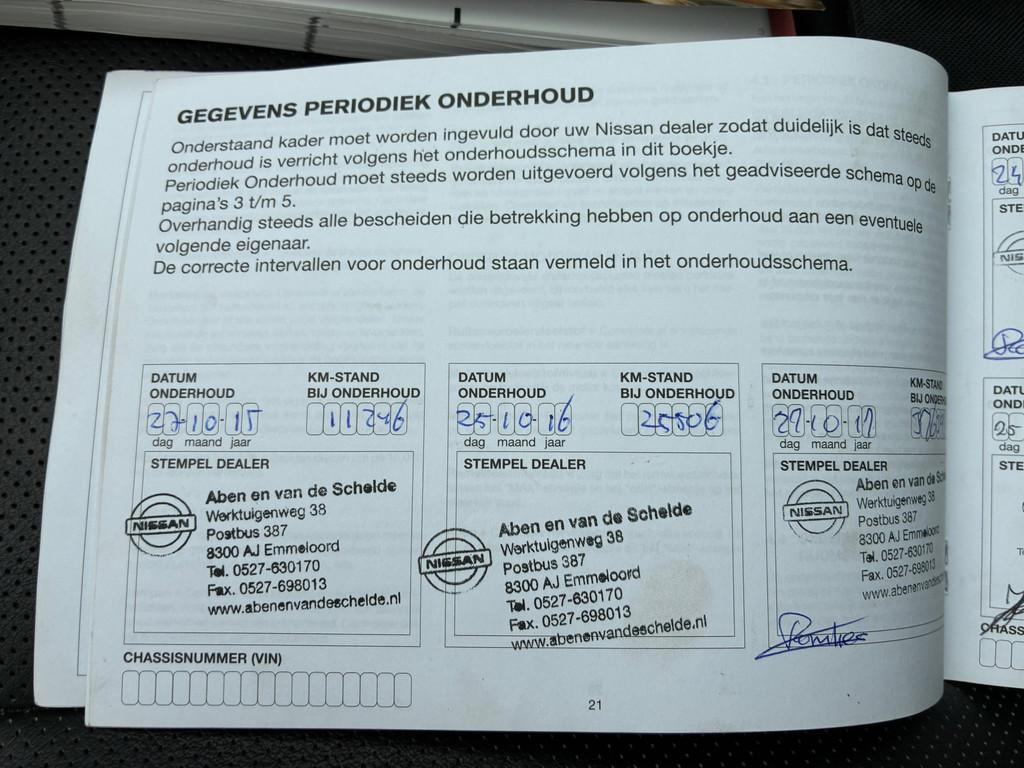 GEGEVENS PERIODIEK ONDERHOUD
Onderstaand kader moet worden ingevuld door uw Nissan dealer zodat duidelijk is dat steeds
onderhoud is verricht volgens het onderhoudsschema in dit boekje.
Periodiek Onderhoud moet steeds worden uitgevoerd volgens het geadviseerde schema op de
pagina's 3 t/m 5.
Overhandig steeds alle bescheiden die betrekking hebben op onderhoud aan een eventuele
volgende eigenaar.
De correcte intervallen voor onderhoud staan vermeld in het onderhoudsschema.
DATUM
ONDERHOUD
KM-STAND
BIJ ONDERHOUD
27-10-15
11246
dag maand jaar
STEMPEL DEALER
NISSAN
Aben en van de Schelde
Werktuigenweg 38
Postbus 387
8300 AJ Emmeloord
Tel. 0527-630170
Fax. 0527-698013
www.abenenvandeschelde.nl
DATUM
ONDERHOUD
KM-STAND
BIJ ONDERHOUD
25-10-16
25506
dag maand jaar
STEMPEL DEALER
NISSAN
Aben en van de Schelde
Werktuigenweg 38
Postbus 387
8300 AJ Emmeloord
Tel. 0527-630170
Fax. 0527-698013
www.abenenvandeschelde.nl
DATUM
ONDERHOUD
KM-STAND
BIJ
dag maand jaar
STEMPEL DEALER
NISSAN
Aben en van de
Werktuigenweg 38
Postbus 387
8300 AJ Emmeloord
Tel. 0527-630170
Fax. 0527-698013
CHASSISNUMMER (VIN)
21
24
dag
25
dag